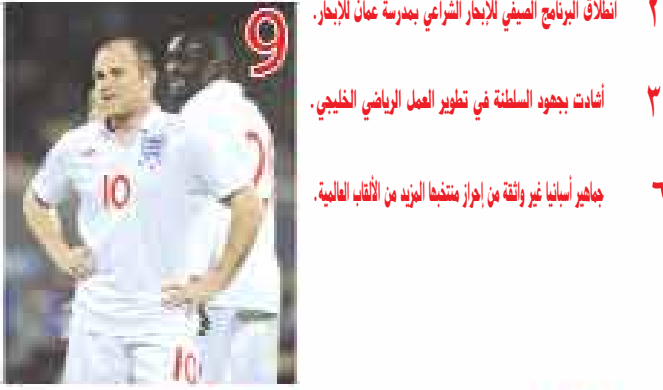 ٢ انطلاق البرنامج الصيفي للإبحار الشراعي بمدرسة عمان للإبحار.
٣ أشادت بجهود السلطنة في تطوير العمل الرياضي الخليجي.
٦ جماهير أسبانيا غير واثقة من إحراز منتخبها المزيد من الألقاب العالمية.
9
10
10